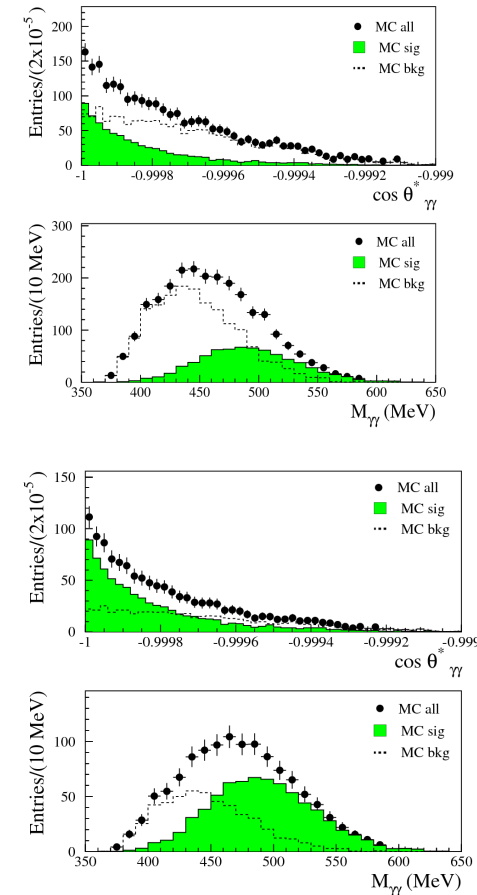 Entries/(2x10⁻⁵)
200
150
100
50
0
MC all
MC sig
MC bkg
-1 -0.9998 -0.9996 -0.9994 -0.9992 -0.999
cos θ*γγ
Entries/(10 MeV)
300
200
100
0
MC all
MC sig
MC bkg
350 400 450 500 550 600 650
Mγγ (MeV)
Entries/(2x10⁻⁵)
150
100
50
0
MC all
MC sig
MC bkg
-1 -0.9998 -0.9996 -0.9994 -0.9992 -0.999
cos θ*γγ
Entries/(10 MeV)
100
50
0
MC all
MC sig
MC bkg
350 400 450 500 550 600 650
Mγγ (MeV)